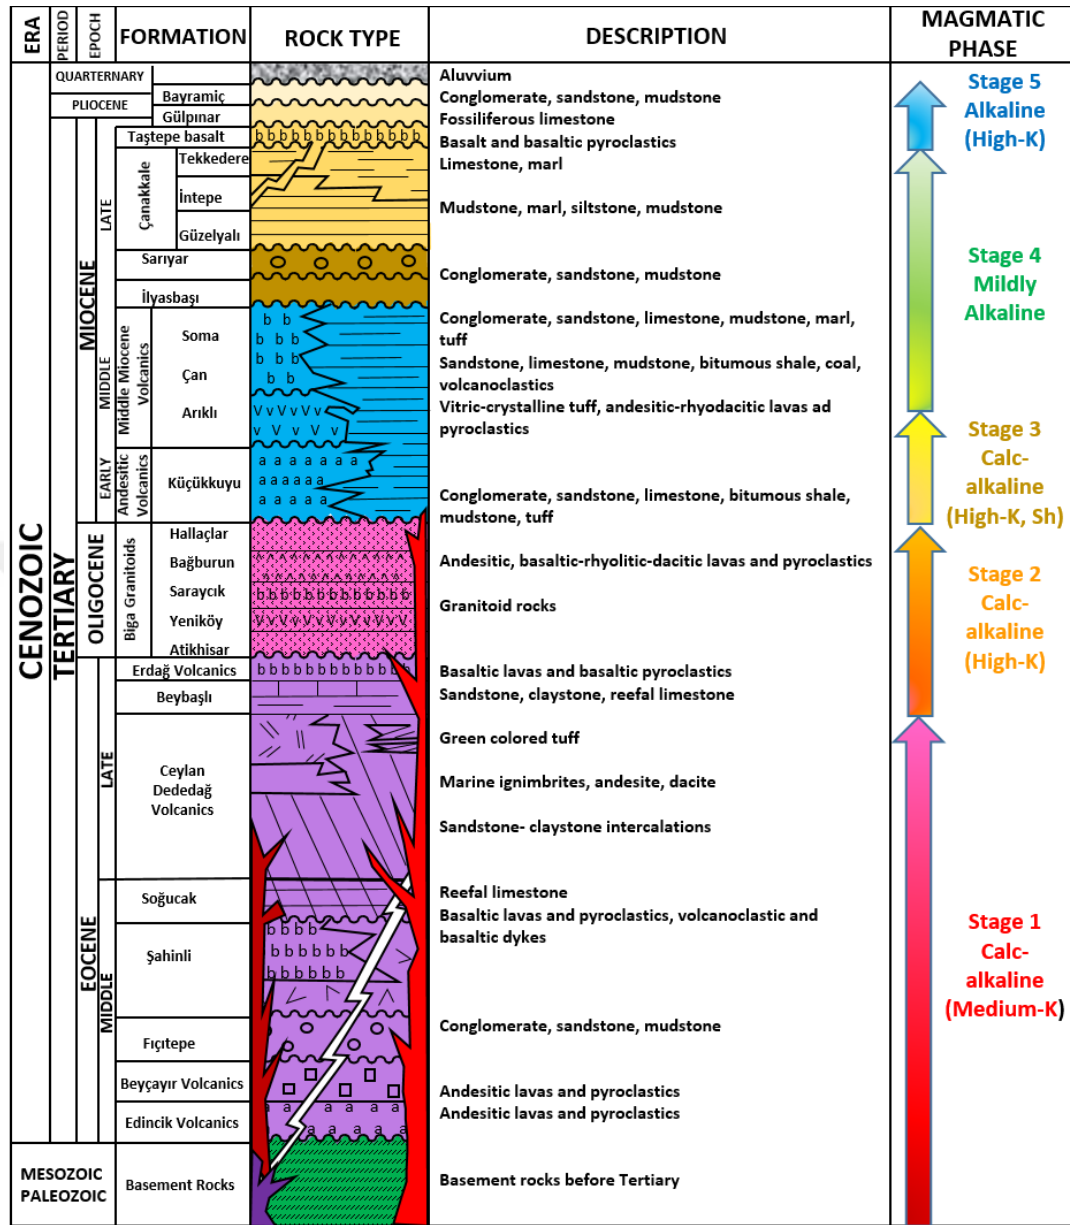 ERA
PERIOD
EPOCH
FORMATION
ROCK TYPE
DESCRIPTION
MAGMATIC
PHASE
CENOZOIC
TERTIARY
QUARTERNARY
PLIOCENE
MIOCENE
LATE
MIDDLE
EARLY
OLIGOCENE
EOCENE
LATE
MIDDLE
MESOZOIC
PALEOZOIC
Bayramiç
Gülpınar
Taştepe basalt
Çanakkale
Tekkedere
İntepe
Güzelyalı
Sarıyar
İlyasbaşı
Middle Miocene
Volcanics
Soma
Çan
Arıklı
Andesitic
Volcanics
Küçükkuyu
Biga Granitoids
Hallaçlar
Bağburun
Saraycık
Yeniköy
Atikhisar
Erdağ Volcanics
Beybaşlı
Ceylan
Dededağ
Volcanics
Soğucak
Şahinli
Fıçıtepe
Beyçayır Volcanics
Edincik Volcanics
Basement Rocks
b b b b b b b b b b b b b
b b
b b b
b b b
b b
V V V V V V
V V V V
a a a a a a a
a a a a a a
a a a a a
b b b b b b b b b b b b
V V V V V V V V V V V
b b b b b b b b b b b
b b b b
b b b b b b
b b b b b b
a a a a
a a a a
Aluvvium
Conglomerate, sandstone, mudstone
Fossiliferous limestone
Basalt and basaltic pyroclastics
Limestone, marl
Mudstone, marl, siltstone, mudstone
Conglomerate, sandstone, mudstone
Conglomerate, sandstone, limestone, mudstone, marl,
tuff
Sandstone, limestone, mudstone, bitumous shale, coal,
volcanoclastics
Vitric-crystalline tuff, andesitic-rhyodacitic lavas ad
pyroclastics
Conglomerate, sandstone, limestone, bitumous shale,
mudstone, tuff
Andesitic, basaltic-rhyolitic-dacitic lavas and pyroclastics
Granitoid rocks
Basaltic lavas and basaltic pyroclastics
Sandstone, claystone, reefal limestone
Green colored tuff
Marine ignimbrites, andesite, dacite
Sandstone- claystone intercalations
Reefal limestone
Basaltic lavas and pyroclastics, volcanoclastic and
basaltic dykes
Conglomerate, sandstone, mudstone
Andesitic lavas and pyroclastics
Andesitic lavas and pyroclastics
Basement rocks before Tertiary
Stage 5
Alkaline
(High-K)
Stage 4
Mildly
Alkaline
Stage 3
Calc-
alkaline
(High-K, Sh)
Stage 2
Calc-
alkaline
(High-K)
Stage 1
Calc-
alkaline
(Medium-K)